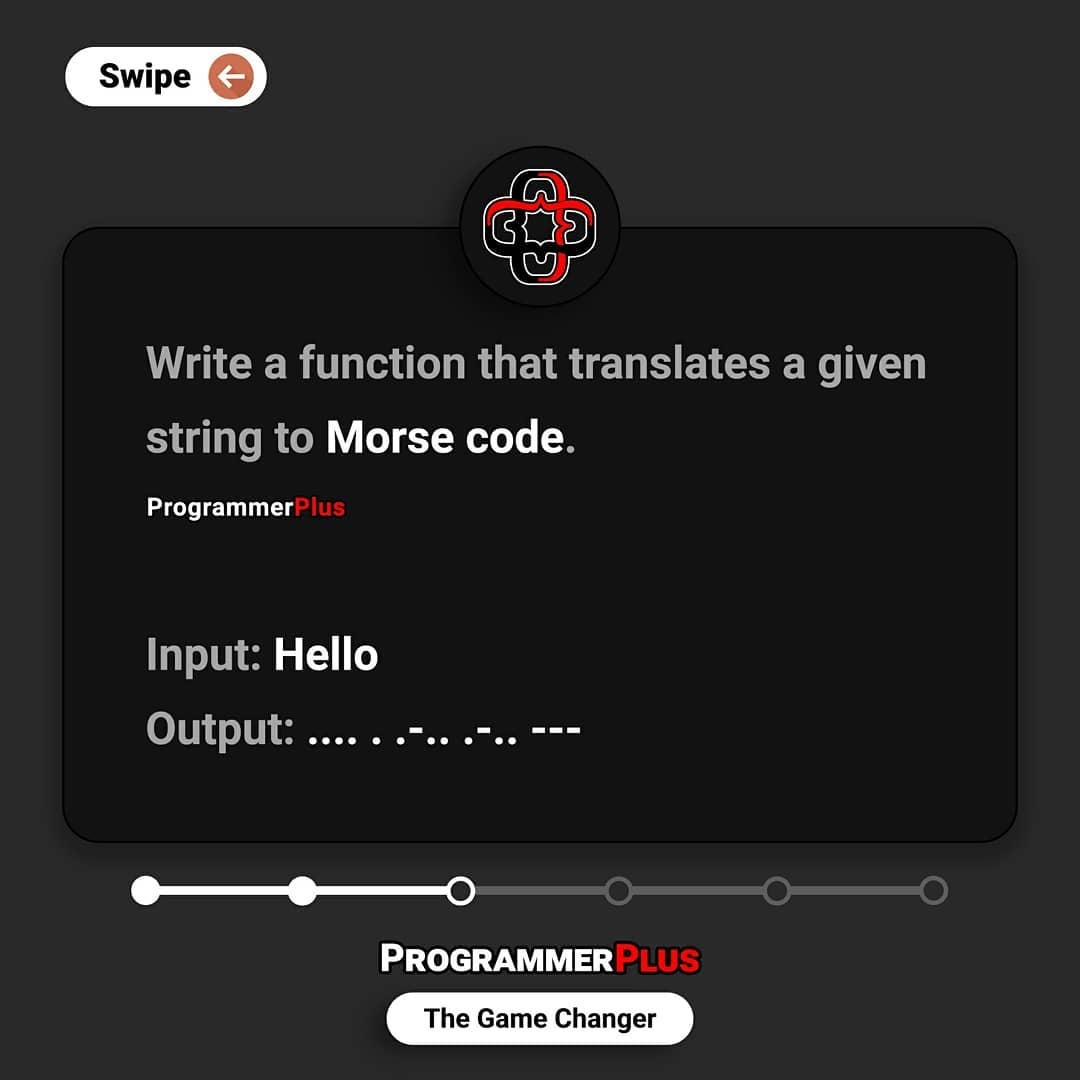 Swipe
Write a function that translates a given
string to Morse code.
ProgrammerPlus
Input: Hello
Output: .... . .-.. .-.. ---
ProgrammerPlus
The Game Changer